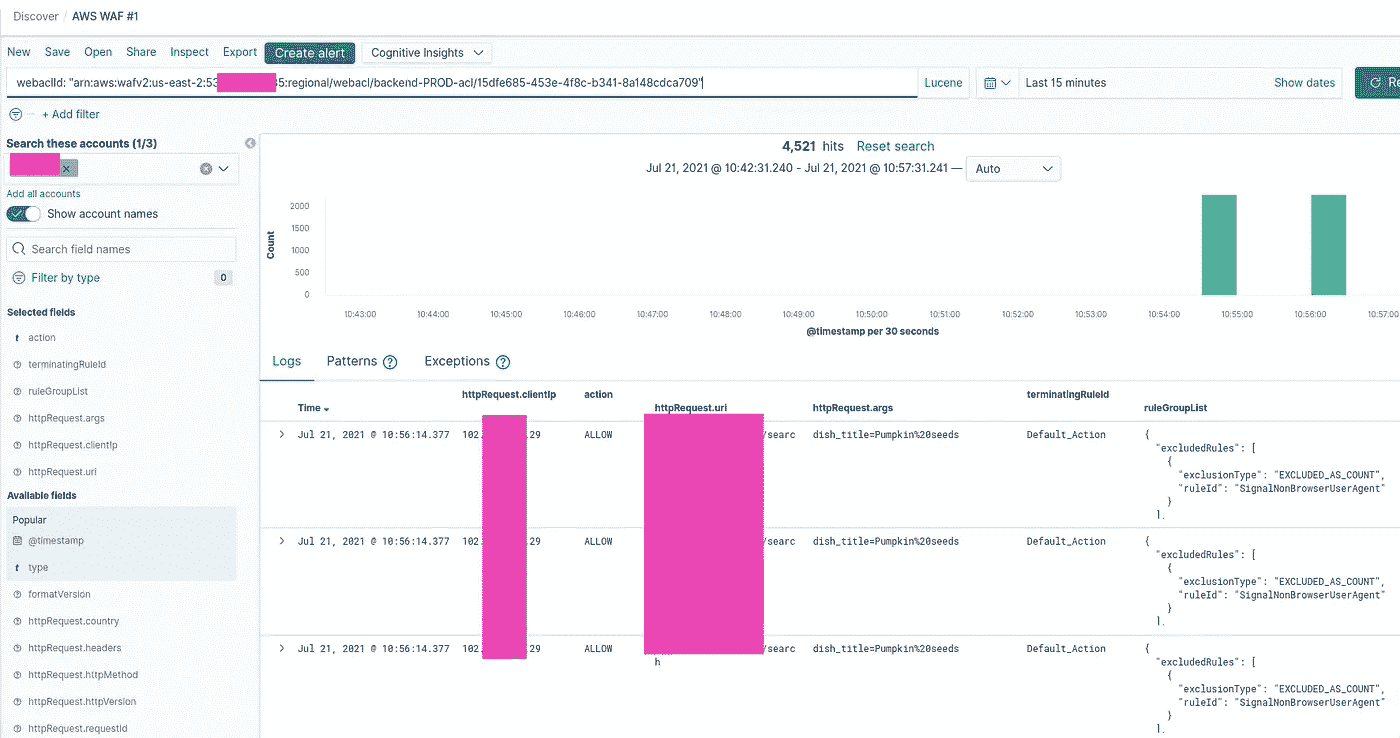 Discover / AWS WAF #1
New Save Open Share Inspect Export Create alert Cognitive Insights
webaclId: "arn:aws:wafv2:us-east-2:53 5:regional/webacl/backend-PROD-acl/15dfe685-453e-4f8c-b341-8a148cdca709" Lucene Last 15 minutes Show dates Re
+ Add filter
Search these accounts (1/3)
Add all accounts
Show account names
Search field names
Filter by type 0
Selected fields
t action
terminatingRuleId
ruleGroupList
httpRequest.args
httpRequest.clientIp
httpRequest.uri
Available fields
Popular
@timestamp
t type
formatVersion
httpRequest.country
httpRequest.headers
httpRequest.httpMethod
httpRequest.httpVersion
httpRequest.requestId
4,521 hits Reset search
Jul 21, 2021 @ 10:42:31.240 - Jul 21, 2021 @ 10:57:31.241 — Auto
2000
1500
1000
500
0
Count
10:43:00 10:44:00 10:45:00 10:46:00 10:47:00 10:48:00 10:49:00 10:50:00 10:51:00 10:52:00 10:53:00 10:54:00 10:55:00 10:56:00 10:57:00
@timestamp per 30 seconds
Logs Patterns ? Exceptions ?
Time httpRequest.clientIp action httpRequest.uri httpRequest.args terminatingRuleId ruleGroupList
Jul 21, 2021 @ 10:56:14.377 102. .29 ALLOW /searc dish_title=Pumpkin%20seeds Default_Action {
"excludedRules": [
{
"exclusionType": "EXCLUDED_AS_COUNT",
"ruleId": "SignalNonBrowserUserAgent"
}
],
Jul 21, 2021 @ 10:56:14.377 102. .29 ALLOW /searc dish_title=Pumpkin%20seeds Default_Action {
"excludedRules": [
{
"exclusionType": "EXCLUDED_AS_COUNT",
"ruleId": "SignalNonBrowserUserAgent"
}
],
Jul 21, 2021 @ 10:56:14.377 102. .29 ALLOW /searc dish_title=Pumpkin%20seeds Default_Action {
h
"excludedRules": [
{
"exclusionType": "EXCLUDED_AS_COUNT",
"ruleId": "SignalNonBrowserUserAgent"
}
],